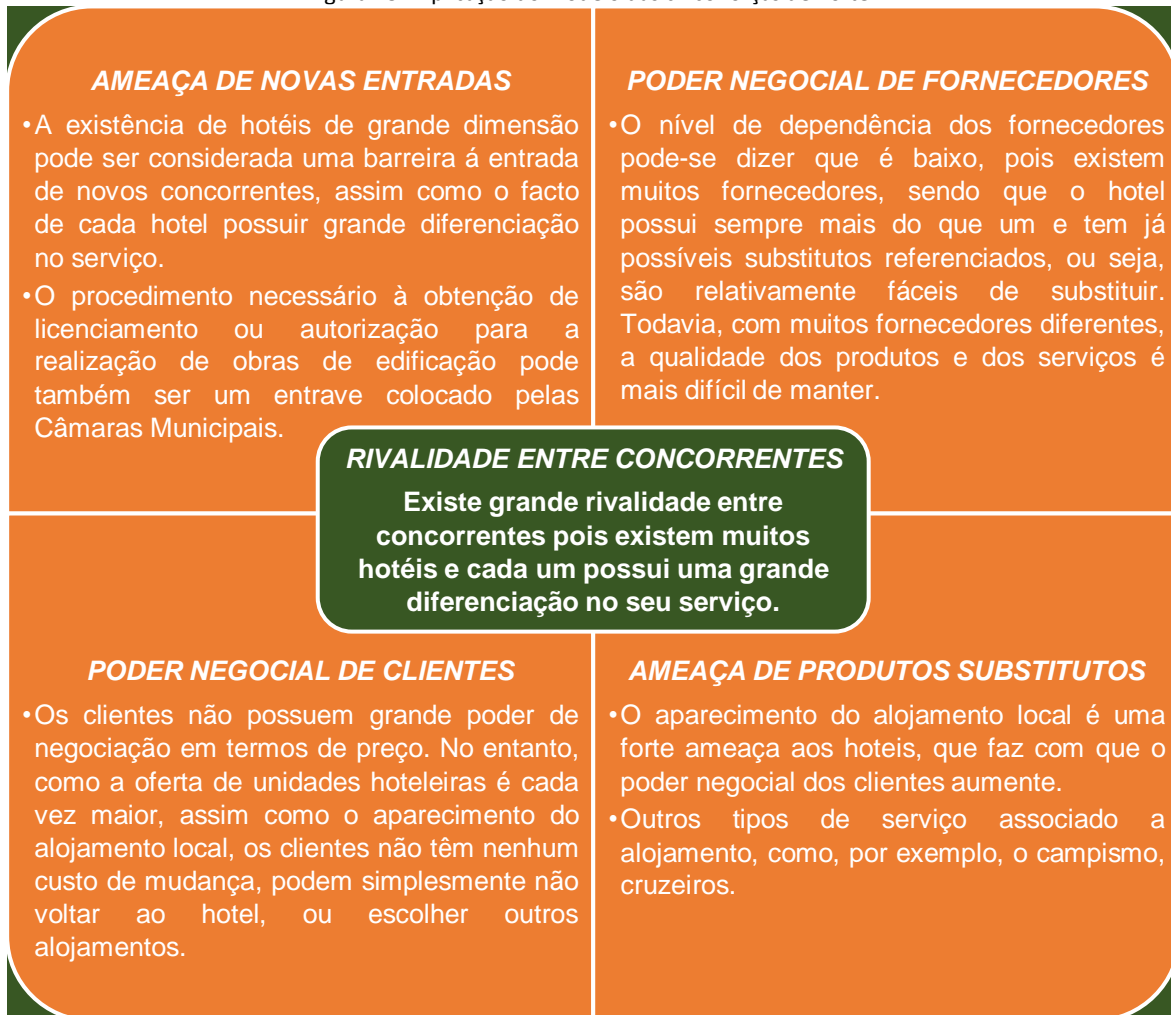 AMEAÇA DE NOVAS ENTRADAS
•A existência de hotéis de grande dimensão
pode ser considerada uma barreira á entrada
de novos concorrentes, assim como o facto
de cada hotel possuir grande diferenciação
no serviço.
•O procedimento necessário à obtenção de
licenciamento ou autorização para a
realização de obras de edificação pode
também ser um entrave colocado pelas
Câmaras Municipais.
PODER NEGOCIAL DE FORNECEDORES
•O nível de dependência dos fornecedores
pode-se dizer que é baixo, pois existem
muitos fornecedores, sendo que o hotel
possui sempre mais do que um e tem já
possíveis substitutos referenciados, ou seja,
são relativamente fáceis de substituir.
Todavia, com muitos fornecedores diferentes,
a qualidade dos produtos e dos serviços é
mais difícil de manter.
RIVALIDADE ENTRE CONCORRENTES
Existe grande rivalidade entre
concorrentes pois existem muitos
hotéis e cada um possui uma grande
diferenciação no seu serviço.
PODER NEGOCIAL DE CLIENTES
•Os clientes não possuem grande poder de
negociação em termos de preço. No entanto,
como a oferta de unidades hoteleiras é cada
vez maior, assim como o aparecimento do
alojamento local, os clientes não têm nenhum
custo de mudança, podem simplesmente não
voltar ao hotel, ou escolher outros
alojamentos.
AMEAÇA DE PRODUTOS SUBSTITUTOS
•O aparecimento do alojamento local é uma
forte ameaça aos hoteis, que faz com que o
poder negocial dos clientes aumente.
•Outros tipos de serviço associado a
alojamento, como, por exemplo, o campismo,
cruzeiros.